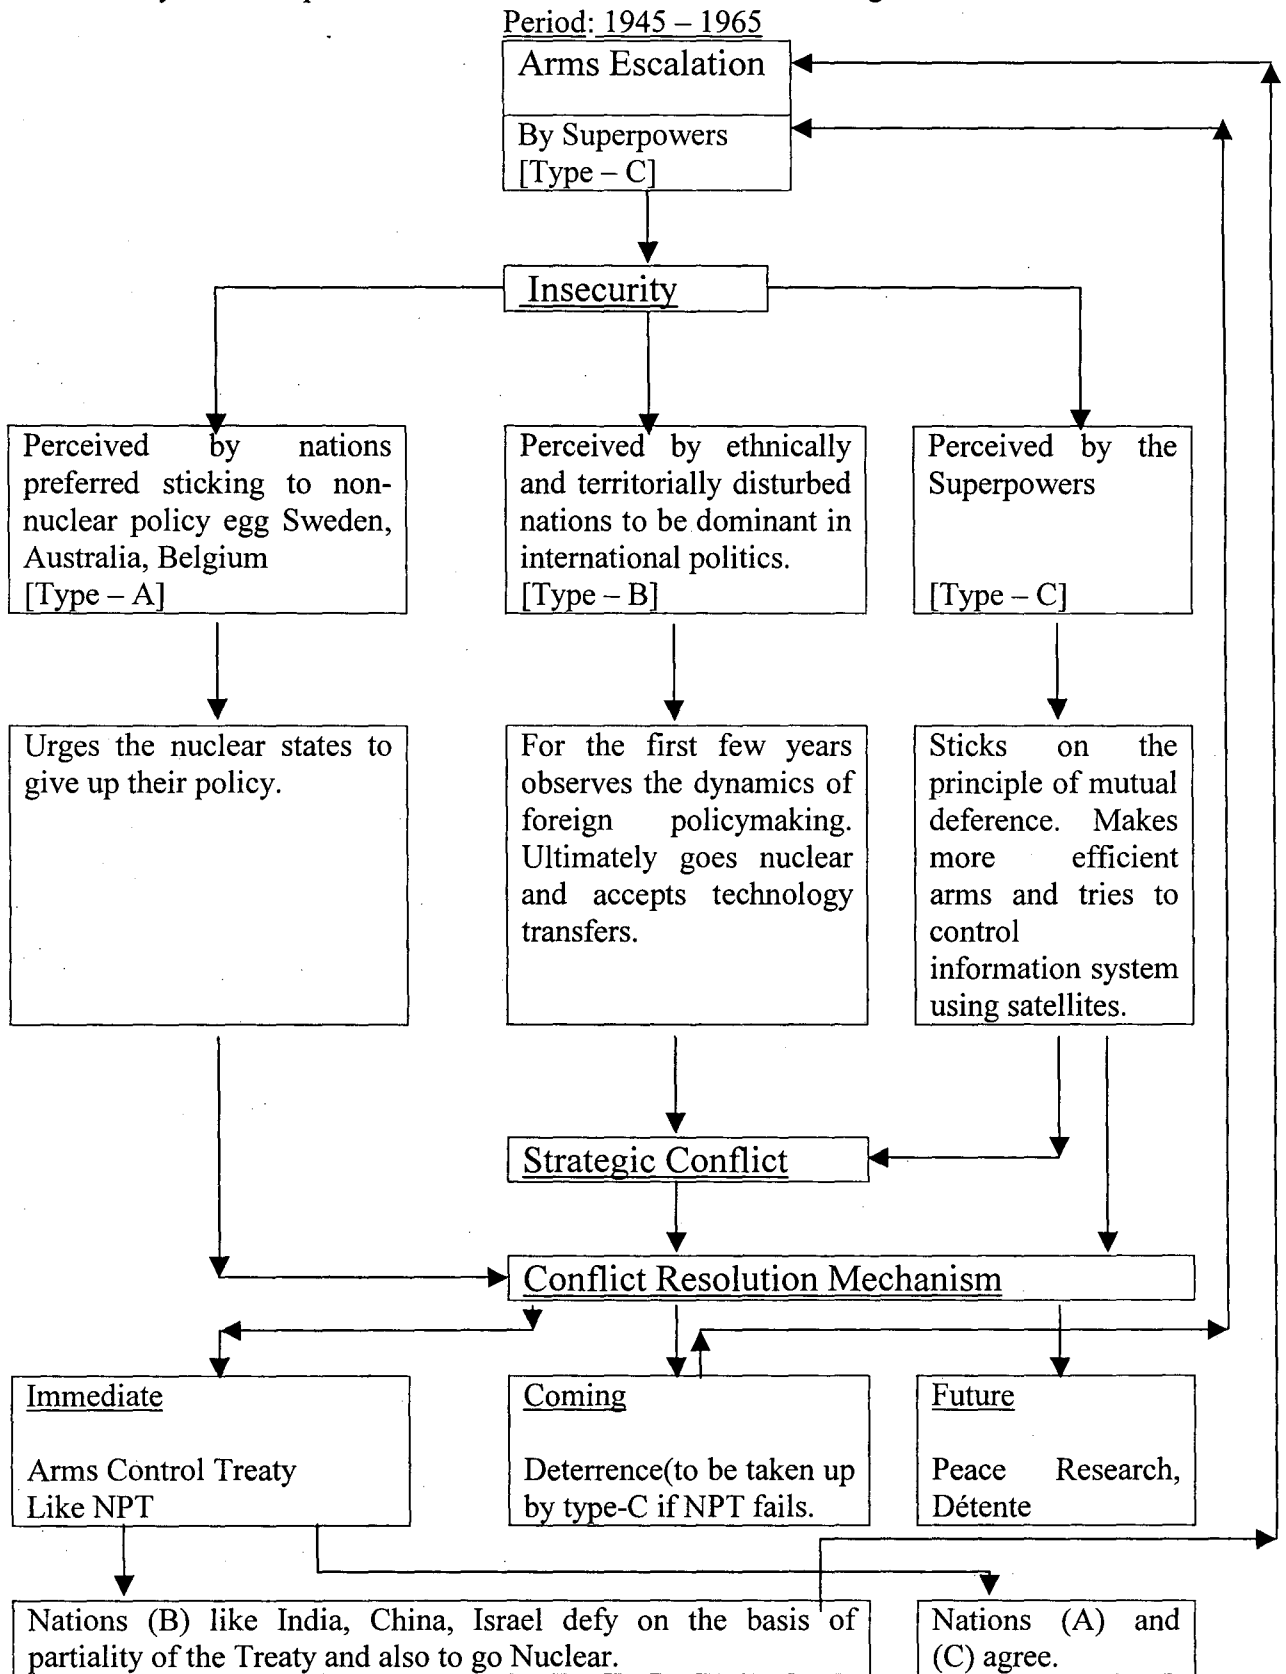 Period: 1945 – 1965
Arms Escalation
By Superpowers
[Type – C]
Insecurity
Perceived by nations
preferred sticking to non-
nuclear policy egg Sweden,
Australia, Belgium
[Type – A]
Perceived by ethnically
and territorially disturbed
nations to be dominant in
international politics.
[Type – B]
Perceived by the
Superpowers
[Type – C]
Urges the nuclear states to
give up their policy.
For the first few years
observes the dynamics of
foreign policymaking.
Ultimately goes nuclear
and accepts technology
transfers.
Sticks on the
principle of mutual
deference. Makes
more efficient
arms and tries to
control
information system
using satellites.
Strategic Conflict
Conflict Resolution Mechanism
Immediate
Arms Control Treaty
Like NPT
Coming
Deterrence(to be taken up
by type-C if NPT fails.
Future
Peace Research,
Détente
Nations (B) like India, China, Israel defy on the basis of
partiality of the Treaty and also to go Nuclear.
Nations (A) and
(C) agree.